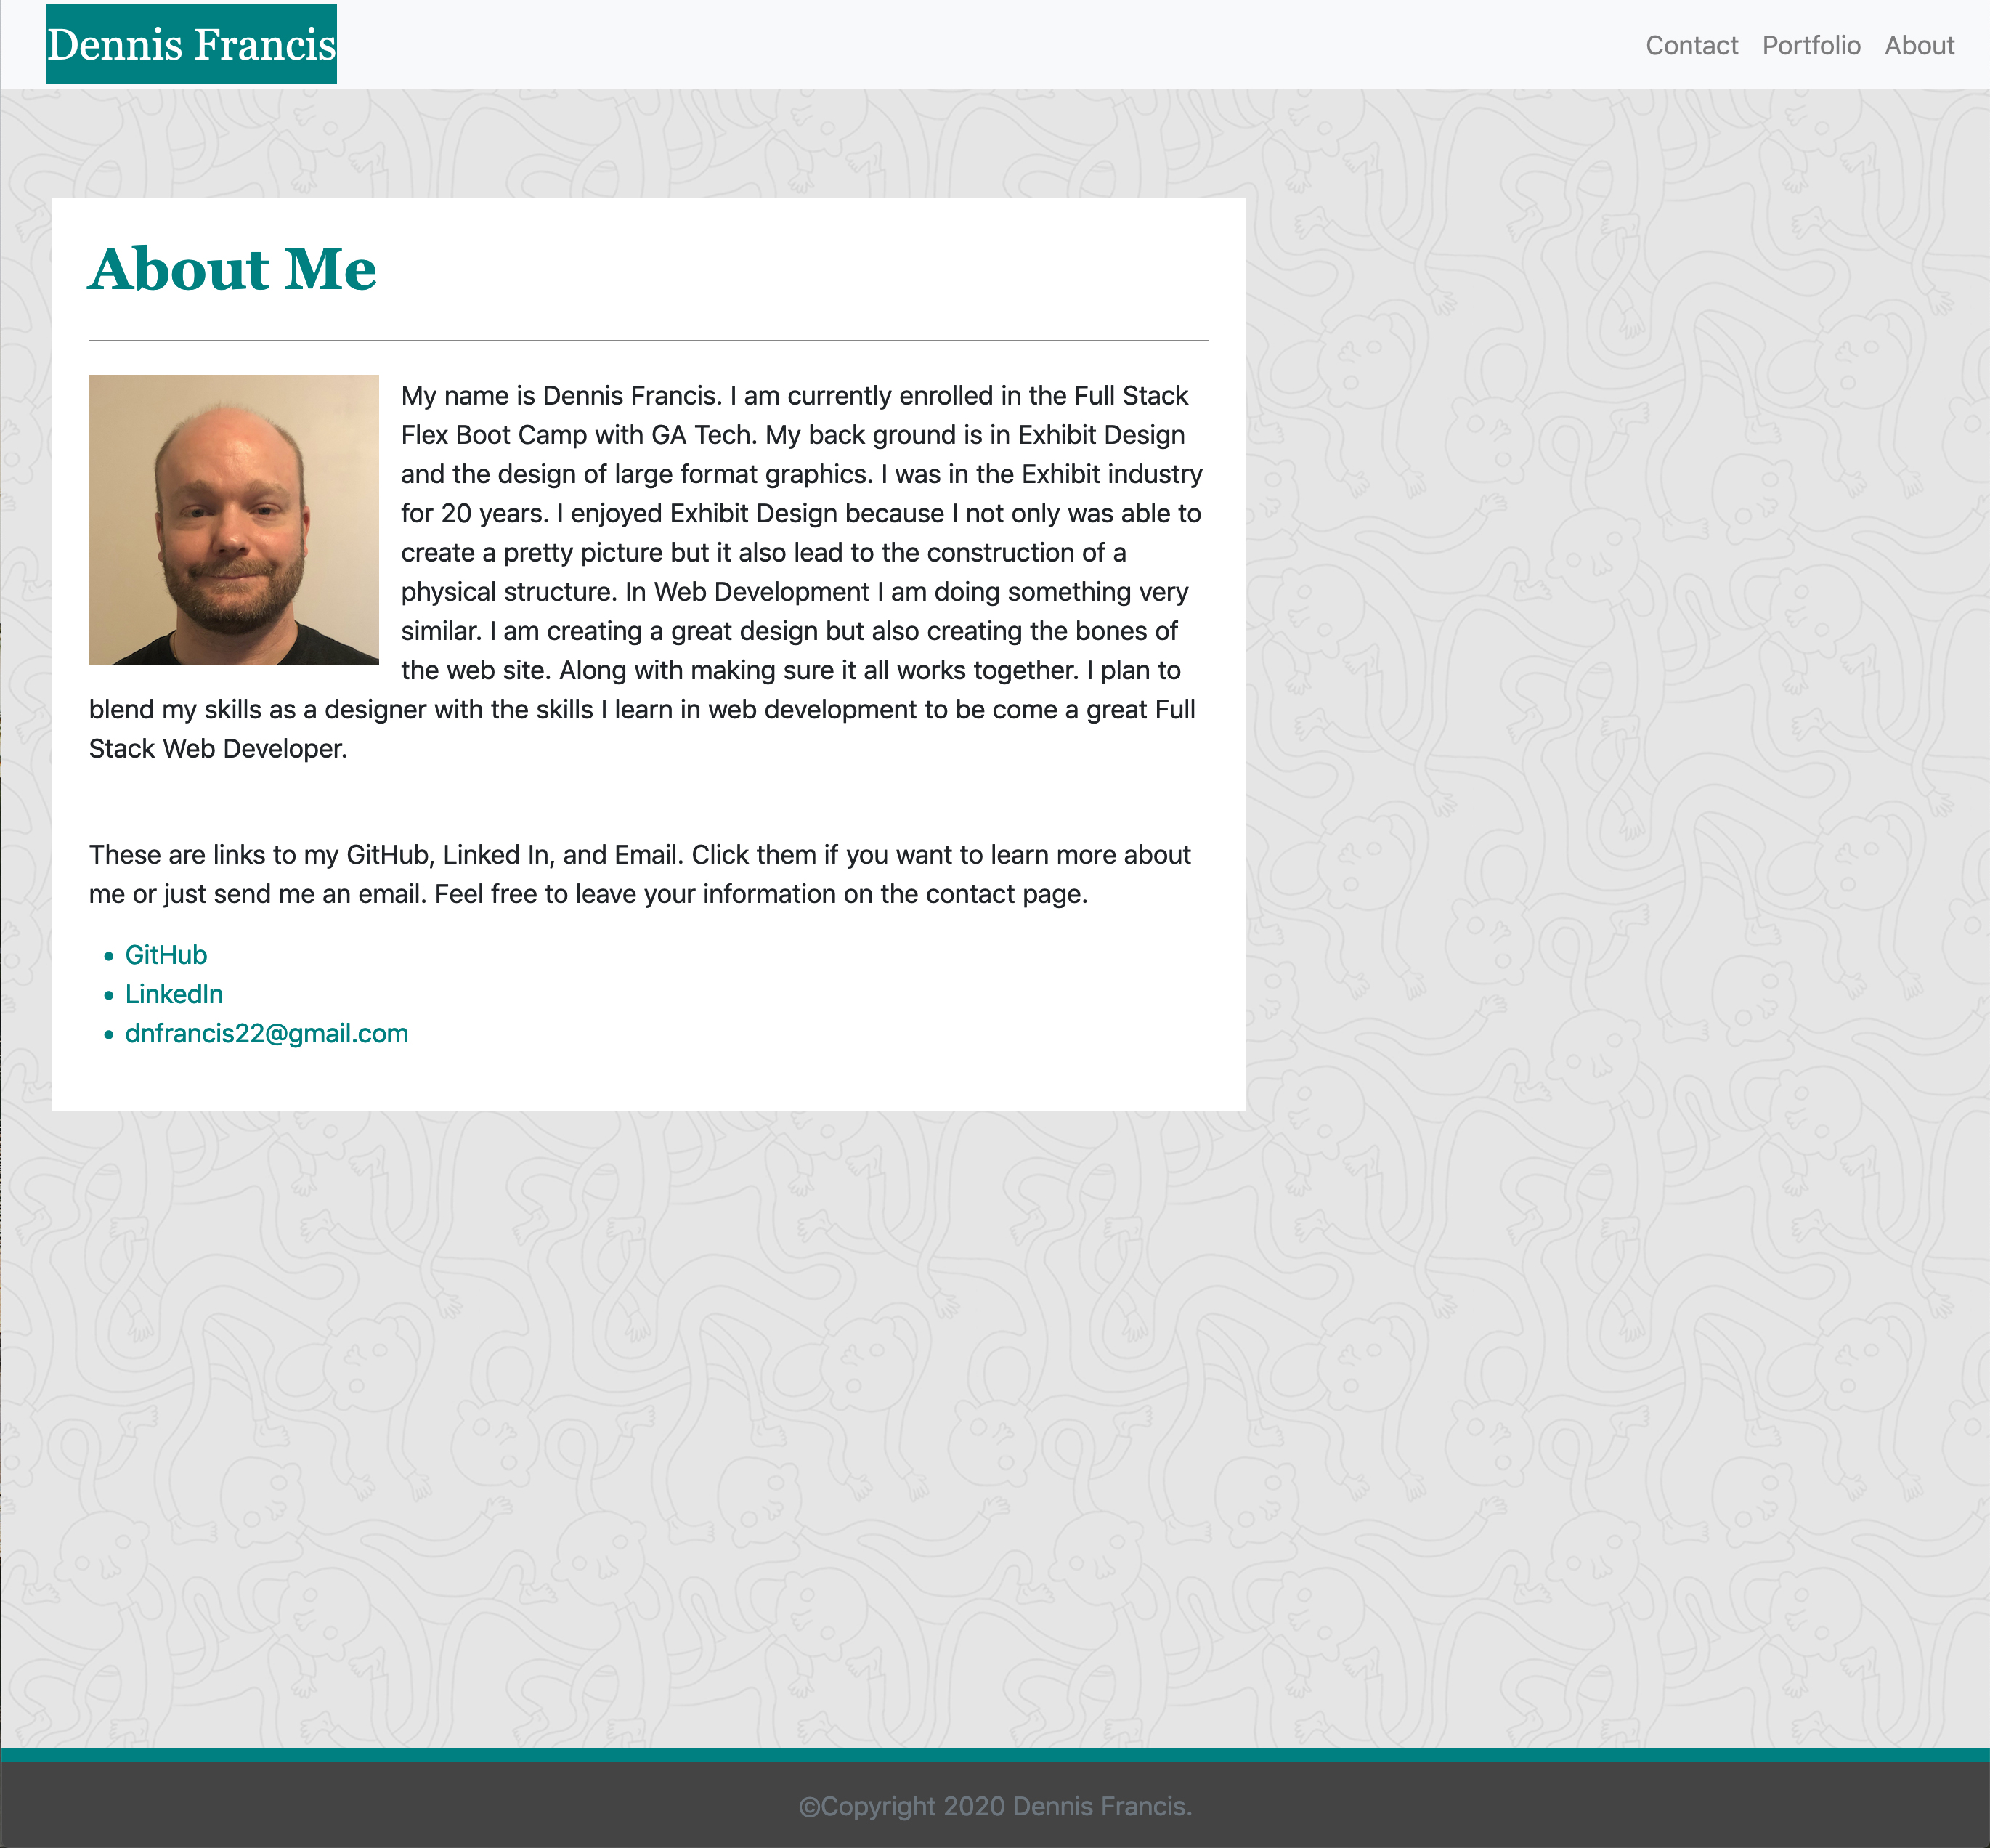 Dennis Francis
Contact Portfolio About
About Me
My name is Dennis Francis. I am currently enrolled in the Full Stack
Flex Boot Camp with GA Tech. My back ground is in Exhibit Design
and the design of large format graphics. I was in the Exhibit industry
for 20 years. I enjoyed Exhibit Design because I not only was able to
create a pretty picture but it also lead to the construction of a
physical structure. In Web Development I am doing something very
similar. I am creating a great design but also creating the bones of
the web site. Along with making sure it all works together. I plan to
blend my skills as a designer with the skills I learn in web development to be come a great Full
Stack Web Developer.
These are links to my GitHub, Linked In, and Email. Click them if you want to learn more about
me or just send me an email. Feel free to leave your information on the contact page.
• GitHub
• LinkedIn
• dnfrancis22@gmail.com
©Copyright 2020 Dennis Francis.